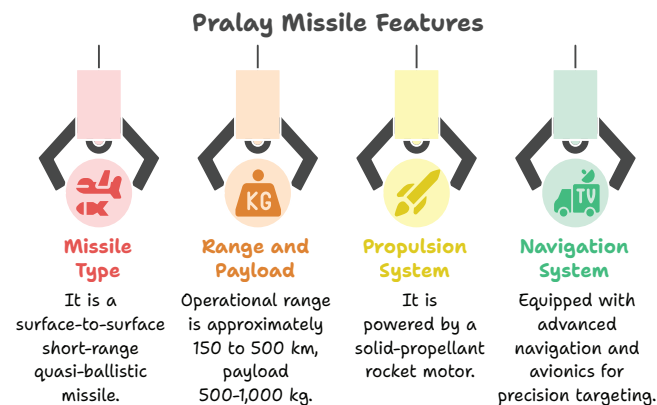 Pralay Missile Features
KG
TV
Missile
Type
It is a
surface-to-surface
short-range
quasi-ballistic
missile.
Range and
Payload
Operational range
is approximately
150 to 500 km,
payload
500-1,000 kg.
Propulsion
System
It is
powered by a
solid-propellant
rocket motor.
Navigation
System
Equipped with
advanced
navigation and
avionics for
precision targeting.